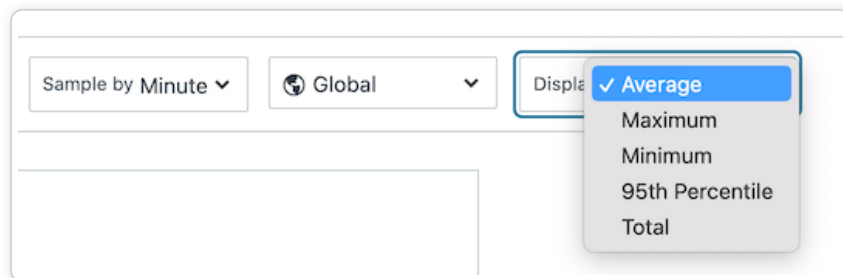 Sample by Minute
Global
Displa
Average
Maximum
Minimum
95th Percentile
Total